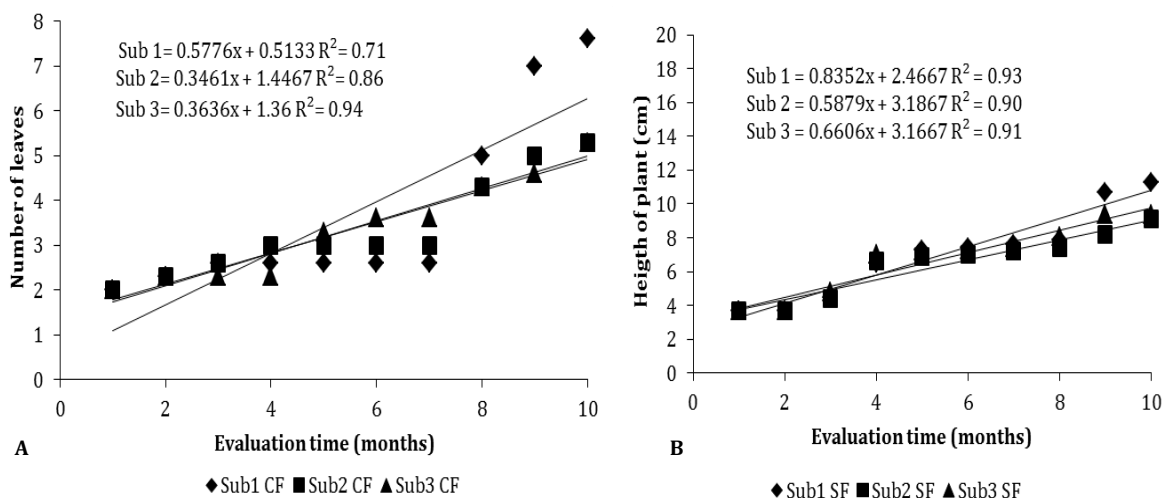 8
7
6
5
4
3
2
1
0
Number of leaves
Sub 1= 0.5776x + 0.5133 R²= 0.71
Sub 2= 0.3461x + 1.4467 R²= 0.86
Sub 3= 0.3636x + 1.36 R²= 0.94
0 2 4 6 8 10
A Evaluation time (months)
Sub1 CF Sub2 CF Sub3 CF
20
18
16
14
12
10
8
6
4
2
0
Heigth of plant (cm)
Sub 1 = 0.8352x + 2.4667 R² = 0.93
Sub 2 = 0.5879x + 3.1867 R² = 0.90
Sub 3 = 0.6606x + 3.1667 R² = 0.91
0 2 4 6 8 10
B Evaluation time (months)
Sub1 SF Sub2 SF Sub3 SF